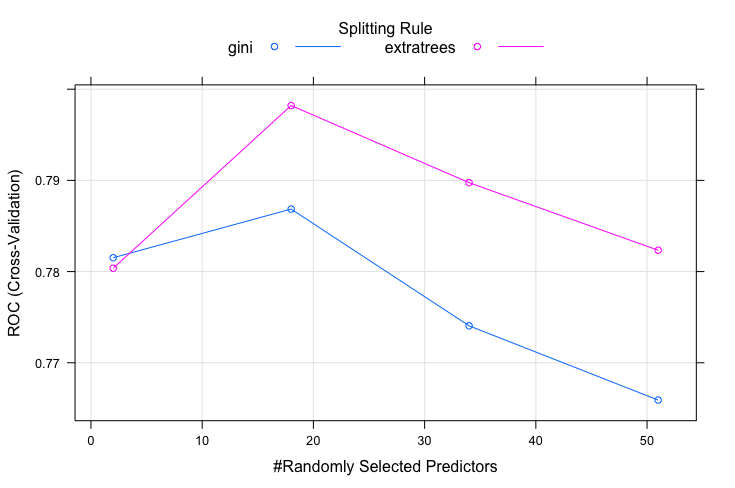 Splitting Rule
gini extratrees
0.79
0.78
0.77
ROC (Cross-Validation)
0 10 20 30 40 50
#Randomly Selected Predictors